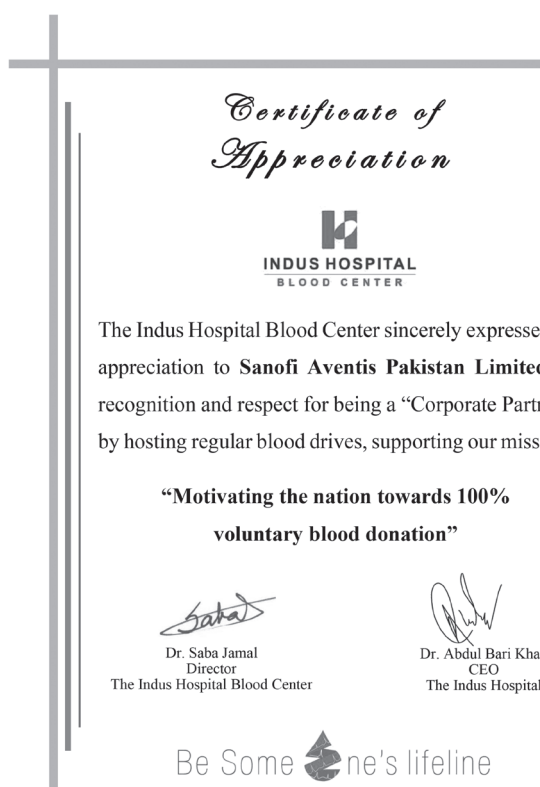 Certificate of
Appreciation
INDUS HOSPITAL
BLOOD CENTER
The Indus Hospital Blood Center sincerely expresse
appreciation to Sanofi Aventis Pakistan Limited
recognition and respect for being a “Corporate Partn
by hosting regular blood drives, supporting our miss
“Motivating the nation towards 100%
voluntary blood donation”
Saba
Dr. Saba Jamal
Director
The Indus Hospital Blood Center
Dr. Abdul Bari Kha
CEO
The Indus Hospital
Be Some ne's lifeline